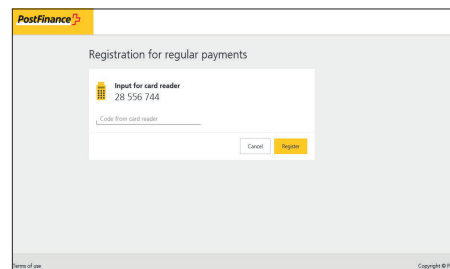 PostFinance
Registration for regular payments
Input for card reader
28 556 744
Code from card reader
Cancel Register
Terms of use
Copyright ©